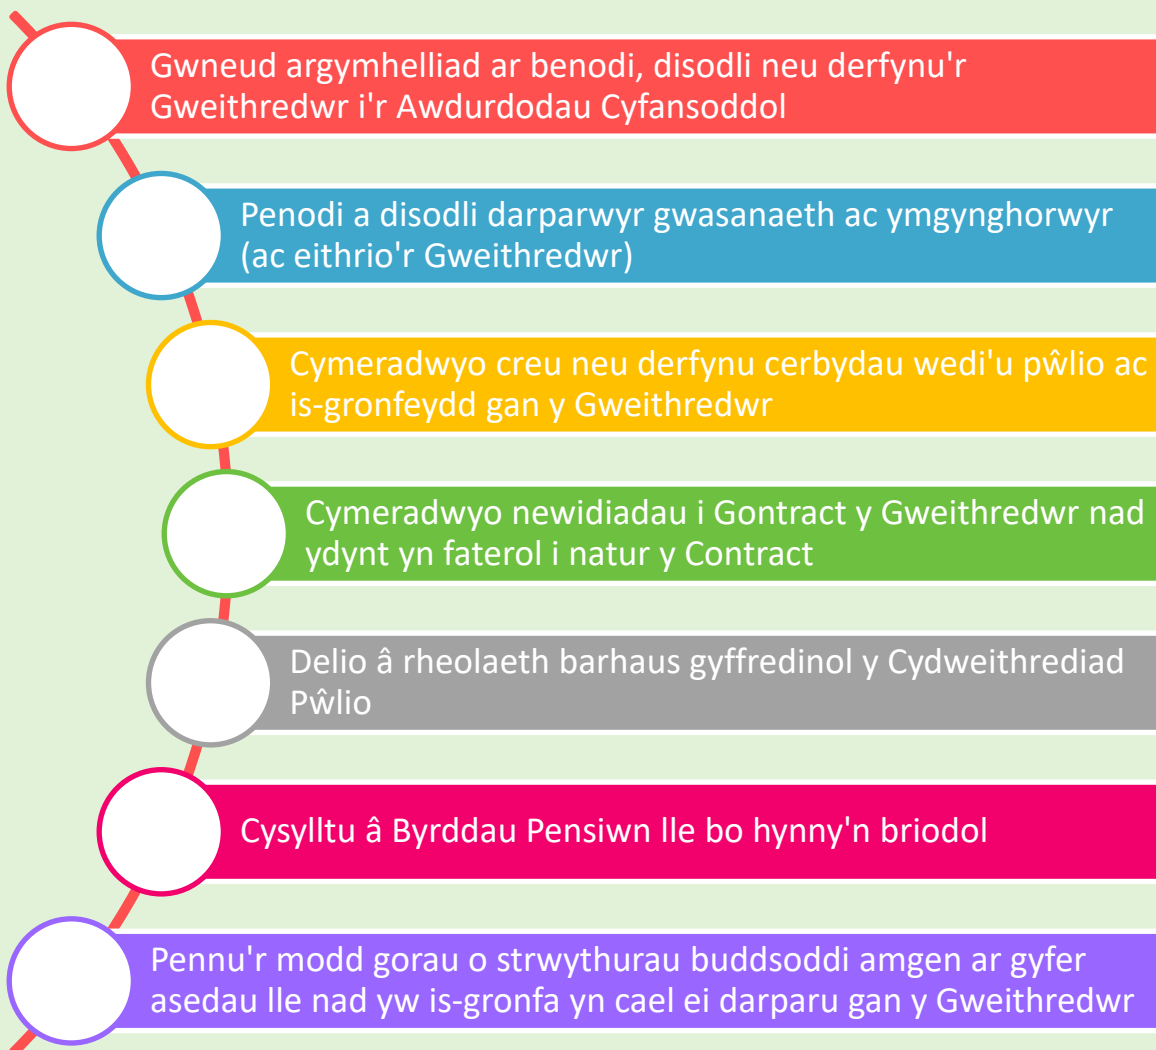 Gwneud argymhelliad ar benodi, disodli neu derfynu'r
Gweithredwr i'r Awdurdodau Cyfansoddol
Penodi a disodli darparwyr gwasanaeth ac ymgynghorwyr
(ac eithrio'r Gweithredwr)
Cymeradwyo creu neu derfynu cerbydau wedi'u pŵlio ac
is-gronfeydd gan y Gweithredwr
Cymeradwyo newidiadau i Gontract y Gweithredwr nad
ydynt yn faterol i natur y Contract
Delio â rheolaeth barhaus gyffredinol y Cydweithrediad
Pŵlio
Cysylltu â Byrddau Pensiwn lle bo hynny'n briodol
Pennu'r modd gorau o strwythurau buddsoddi amgen ar gyfer
asedau lle nad yw is-gronfa yn cael ei darparu gan y Gweithredwr